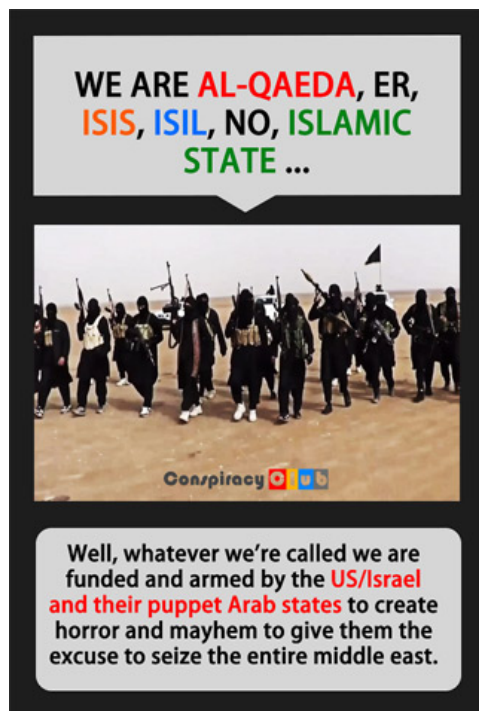 WE ARE AL-QAEDA, ER,
ISIS, ISIL, NO, ISLAMIC
STATE ...
Conspiracy Club
Well, whatever we're called we are
funded and armed by the US/Israel
and their puppet Arab states to create
horror and mayhem to give them the
excuse to seize the entire middle east.